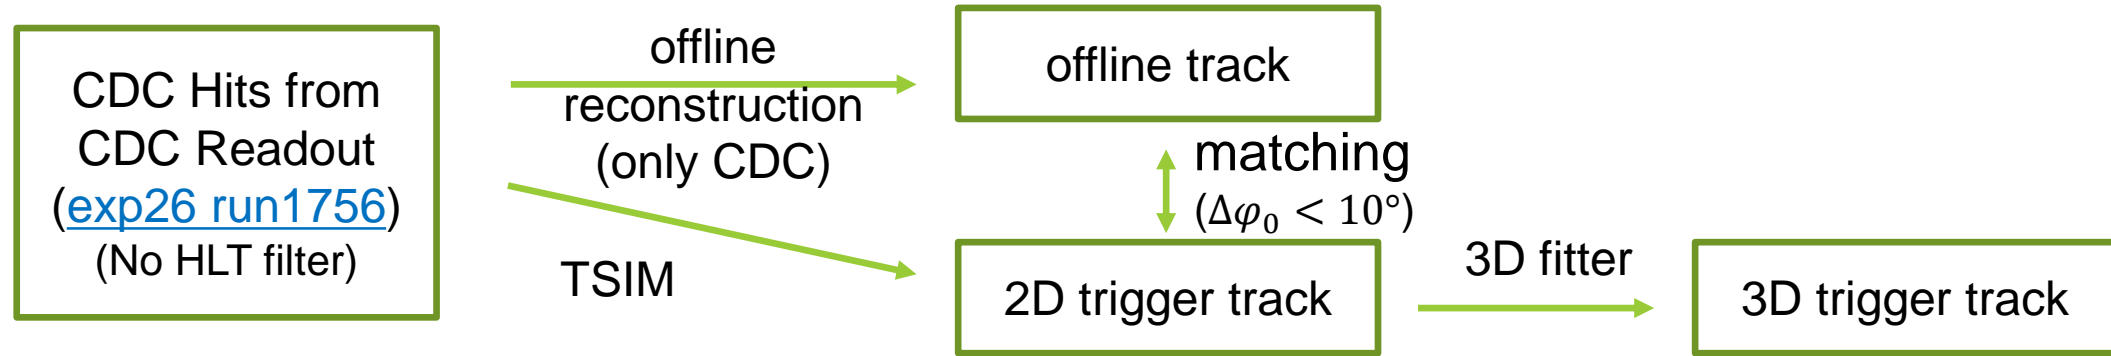 CDC Hits from
CDC Readout
(exp26 run1756)
(No HLT filter)
offline
reconstruction
(only CDC)
TSIM
offline track
matching
(Δφ₀ < 10°)
2D trigger track
3D fitter
3D trigger track